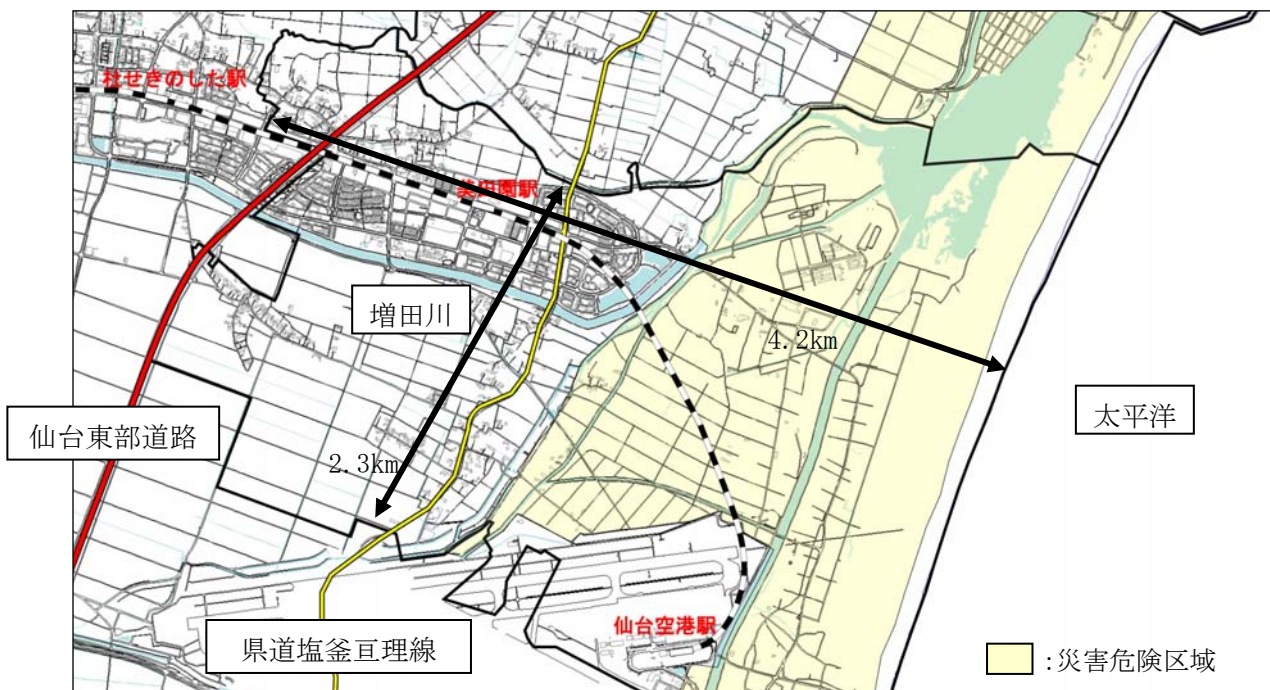 杜せきのした駅
美田園駅
増田川
4.2km
太平洋
仙台東部道路
2.3km
仙台空港駅
県道塩釜亘理線
:災害危険区域